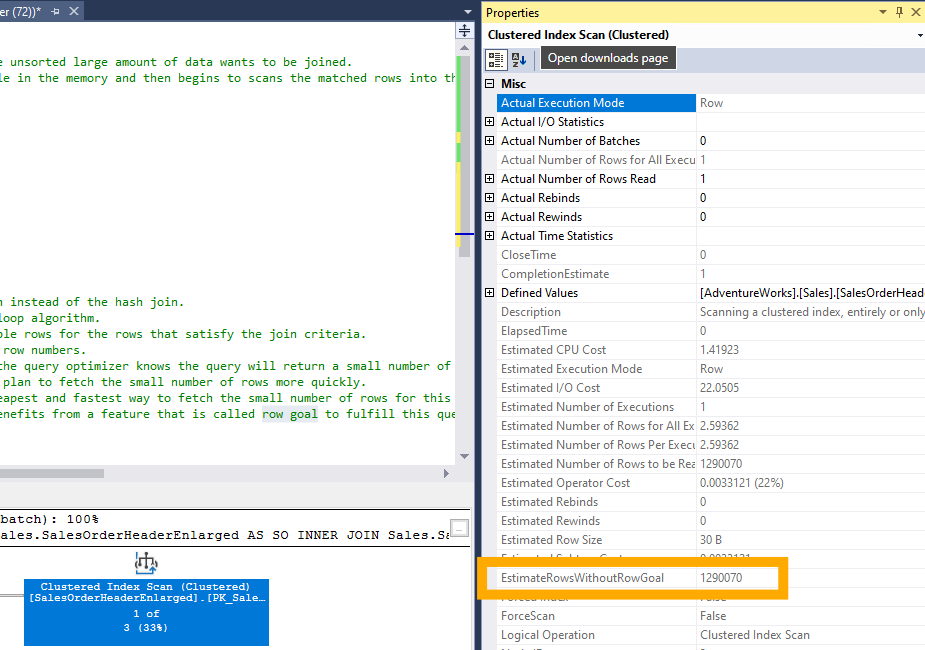 er (72))*
e unsorted large amount of data wants to be joined.
le in the memory and then begins to scans the matched rows into th
n instead of the hash join.
loop algorithm.
ble rows for the rows that satisfy the join criteria.
row numbers.
the query optimizer knows the query will return a small number of
plan to fetch the small number of rows more quickly.
eapest and fastest way to fetch the small number of rows for this
enefits from a feature that is called row goal to fulfill this que
batch): 100%
ales.SalesOrderHeaderEnlarged AS SO INNER JOIN Sales.Sa
...
Clustered Index Scan (Clustered)
[SalesOrderHeaderEnlarged].[PK_Sale…
1 of
3 (33%)
Properties
Clustered Index Scan (Clustered)
Open downloads page
Misc
Actual Execution Mode Row
Actual I/O Statistics
Actual Number of Batches 0
Actual Number of Rows for All Execu 1
Actual Number of Rows Read 1
Actual Rebinds 0
Actual Rewinds 0
Actual Time Statistics
CloseTime 0
CompletionEstimate 1
Defined Values [AdventureWorks].[Sales].[SalesOrderHeade
Description Scanning a clustered index, entirely or only
ElapsedTime 0
Estimated CPU Cost 1.41923
Estimated Execution Mode Row
Estimated I/O Cost 22.0505
Estimated Number of Executions 1
Estimated Number of Rows for All Ex 2.59362
Estimated Number of Rows Per Execu 2.59362
Estimated Number of Rows to be Rea 1290070
Estimated Operator Cost 0.0033121 (22%)
Estimated Rebinds 0
Estimated Rewinds 0
Estimated Row Size 30 B
Estimated Subtree Cost 0.0033121
EstimateRowsWithoutRowGoal 1290070
Forced Index False
ForceScan False
Logical Operation Clustered Index Scan